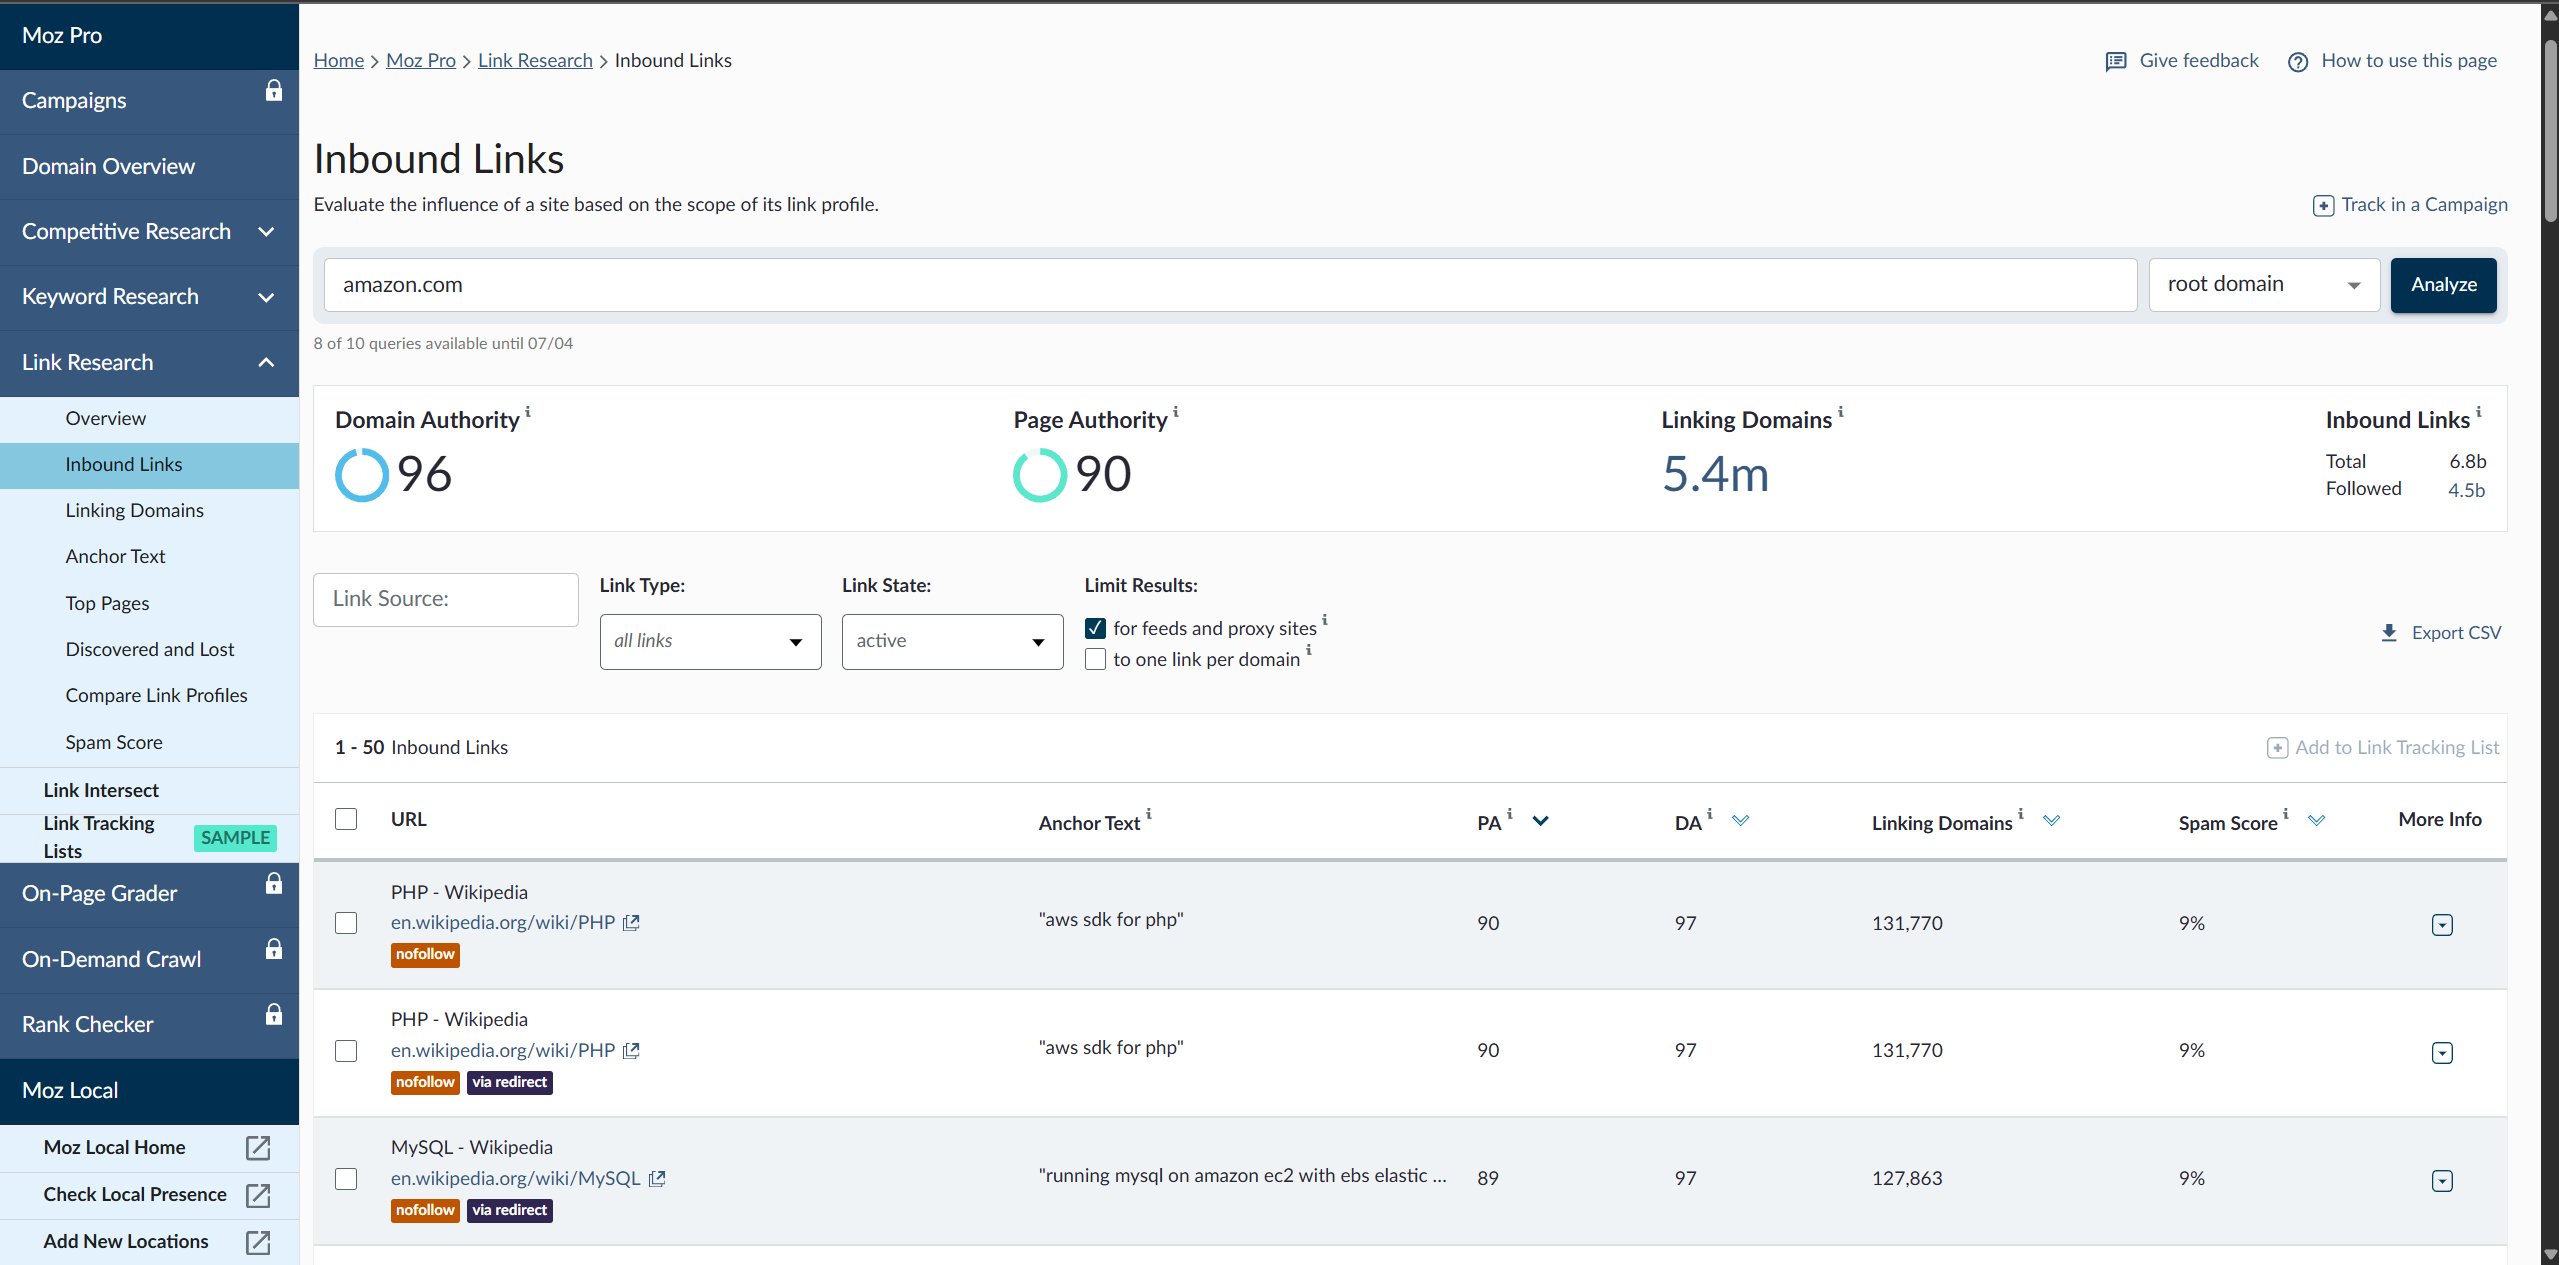 Moz Pro
Campaigns
Domain Overview
Competitive Research
Keyword Research
Link Research
Overview
Inbound Links
Linking Domains
Anchor Text
Top Pages
Discovered and Lost
Compare Link Profiles
Spam Score
Link Intersect
Link Tracking
Lists
SAMPLE
On-Page Grader
On-Demand Crawl
Rank Checker
Moz Local
Moz Local Home
Check Local Presence
Add New Locations
Home > Moz Pro > Link Research > Inbound Links
Give feedback
How to use this page
Inbound Links
Evaluate the influence of a site based on the scope of its link profile.
Track in a Campaign
amazon.com
root domain
Analyze
8 of 10 queries available until 07/04
Domain Authority i
96
Page Authority i
90
Linking Domains i
5.4m
Inbound Links i
Total 6.8b
Followed 4.5b
Link Source:
Link Type:
all links
Link State:
active
Limit Results:
for feeds and proxy sites i
to one link per domain i
Export CSV
1 - 50 Inbound Links
Add to Link Tracking List
URL Anchor Text i PA i DA i Linking Domains i Spam Score i More Info
PHP - Wikipedia
en.wikipedia.org/wiki/PHP
nofollow
"aws sdk for php" 90 97 131,770 9%
PHP - Wikipedia
en.wikipedia.org/wiki/PHP
nofollow via redirect
"aws sdk for php" 90 97 131,770 9%
MySQL - Wikipedia
en.wikipedia.org/wiki/MySQL
nofollow via redirect
"running mysql on amazon ec2 with ebs elastic ... 89 97 127,863 9%